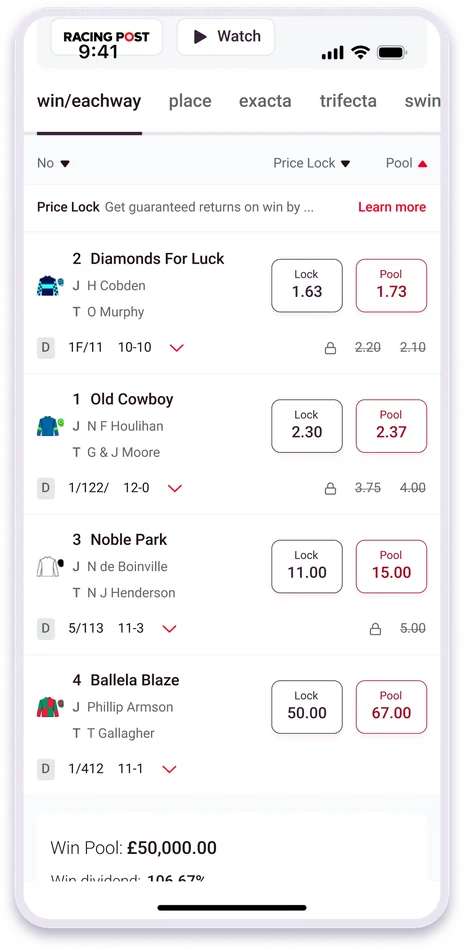 RACING POST
Watch
9:41
win/eachway place exacta trifecta swin
No Price Lock Pool
Price Lock Get guaranteed returns on win by ... Learn more
2 Diamonds For Luck
J H Cobden
T O Murphy
Lock
1.63
Pool
1.73
D 1F/11 10-10 2.20 2.10
1 Old Cowboy
J N F Houlihan
T G & J Moore
Lock
2.30
Pool
2.37
D 1/122/ 12-0 3.75 4.00
3 Noble Park
J N de Boinville
T N J Henderson
Lock
11.00
Pool
15.00
D 5/113 11-3 5.00
4 Ballela Blaze
J Phillip Armson
T T Gallagher
Lock
50.00
Pool
67.00
D 1/412 11-1
Win Pool: £50,000.00
Win dividend: 106.67%